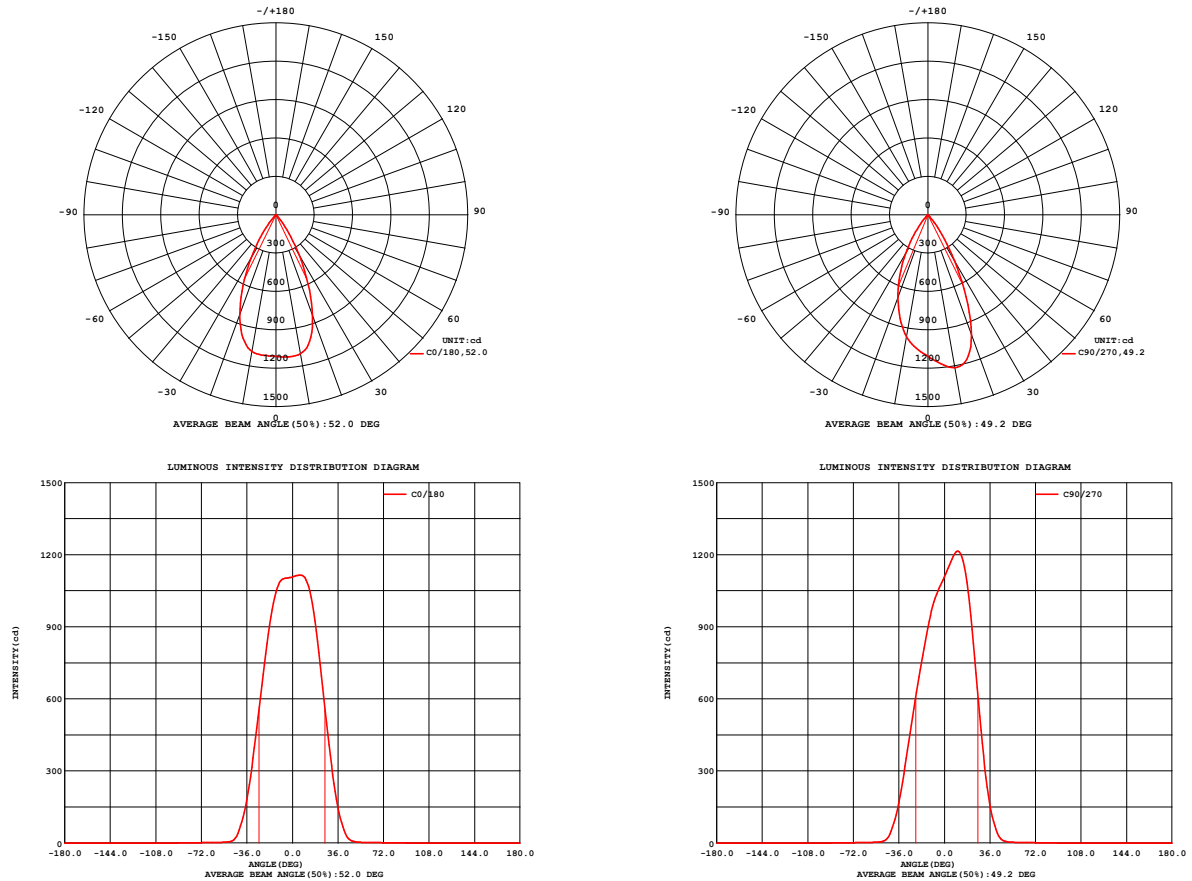 -/+180
-150
150
-120
120
-90
90
-60
60
-30
30
0
0
300
600
900
1200
1500
UNIT:cd
C0/180,52.0
AVERAGE BEAM ANGLE(50%):52.0 DEG
-/+180
-150
150
-120
120
-90
90
-60
60
-30
30
0
0
300
600
900
1200
1500
UNIT:cd
C90/270,49.2
AVERAGE BEAM ANGLE(50%):49.2 DEG
LUMINOUS INTENSITY DISTRIBUTION DIAGRAM
C0/180
1500
1200
900
600
300
0
INTENSITY(cd)
-180.0 -144.0 -108.0 -72.0 -36.0 0.0 36.0 72.0 108.0 144.0 180.0
ANGLE(DEG)
AVERAGE BEAM ANGLE(50%):52.0 DEG
LUMINOUS INTENSITY DISTRIBUTION DIAGRAM
C90/270
1500
1200
900
600
300
0
INTENSITY(cd)
-180.0 -144.0 -108.0 -72.0 -36.0 0.0 36.0 72.0 108.0 144.0 180.0
ANGLE(DEG)
AVERAGE BEAM ANGLE(50%):49.2 DEG